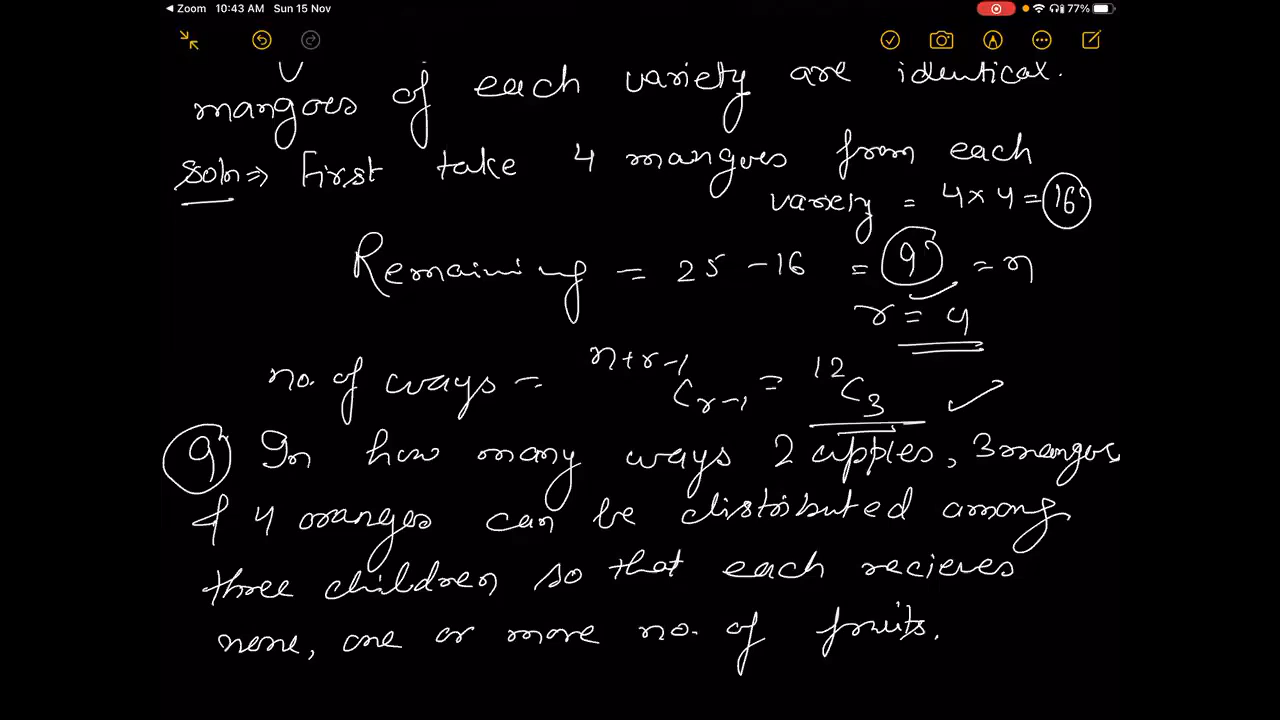 Zoom 10:43 AM Sun 15 Nov 77%
mangoes of each variety are identical.
Soln ⇒ First take 4 mangoes from each
variety = 4 × 4 = 16
Remaining = 25 - 16 = 9 = n
r = 4
no. of ways = n+r-1Cr-1 = 12C3 ✓
9 In how many ways 2 apples, 3 mangoes
& 4 oranges can be distributed among
three children so that each recieves
none, one or more no. of fruits.